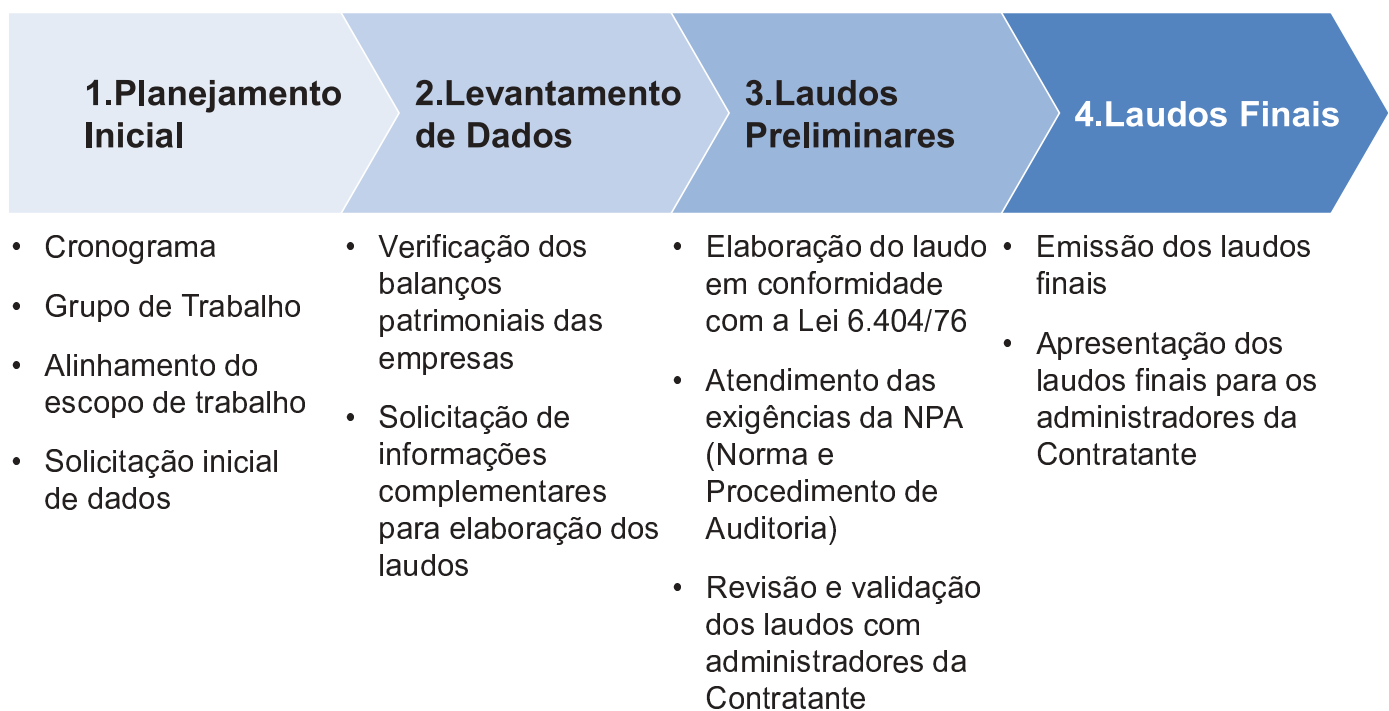 1.Planejamento
Inicial
2.Levantamento
de Dados
3.Laudos
Preliminares
4.Laudos Finais
• Cronograma
• Grupo de Trabalho
• Alinhamento do
escopo de trabalho
• Solicitação inicial
de dados
• Verificação dos
balanços
patrimoniais das
empresas
• Solicitação de
informações
complementares
para elaboração dos
laudos
• Elaboração do laudo
em conformidade
com a Lei 6.404/76
• Atendimento das
exigências da NPA
(Norma e
Procedimento de
Auditoria)
• Revisão e validação
dos laudos com
administradores da
Contratante
• Emissão dos laudos
finais
• Apresentação dos
laudos finais para os
administradores da
Contratante